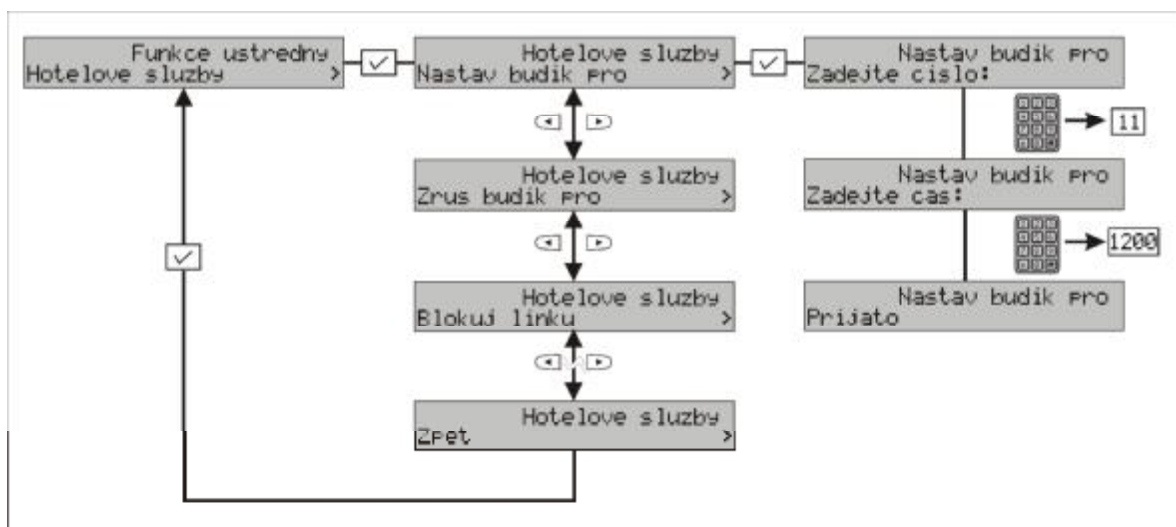 Funkce ustredny
Hotelove sluzby >
Hotelove sluzby
Nastav budik pro >
Nastav budik pro
Zadejte cislo:
11
Hotelove sluzby
Zrus budik pro >
Nastav budik pro
Zadejte cas:
1200
Hotelove sluzby
Blokuj linku >
Nastav budik pro
Prijato
Hotelove sluzby
Zpet >